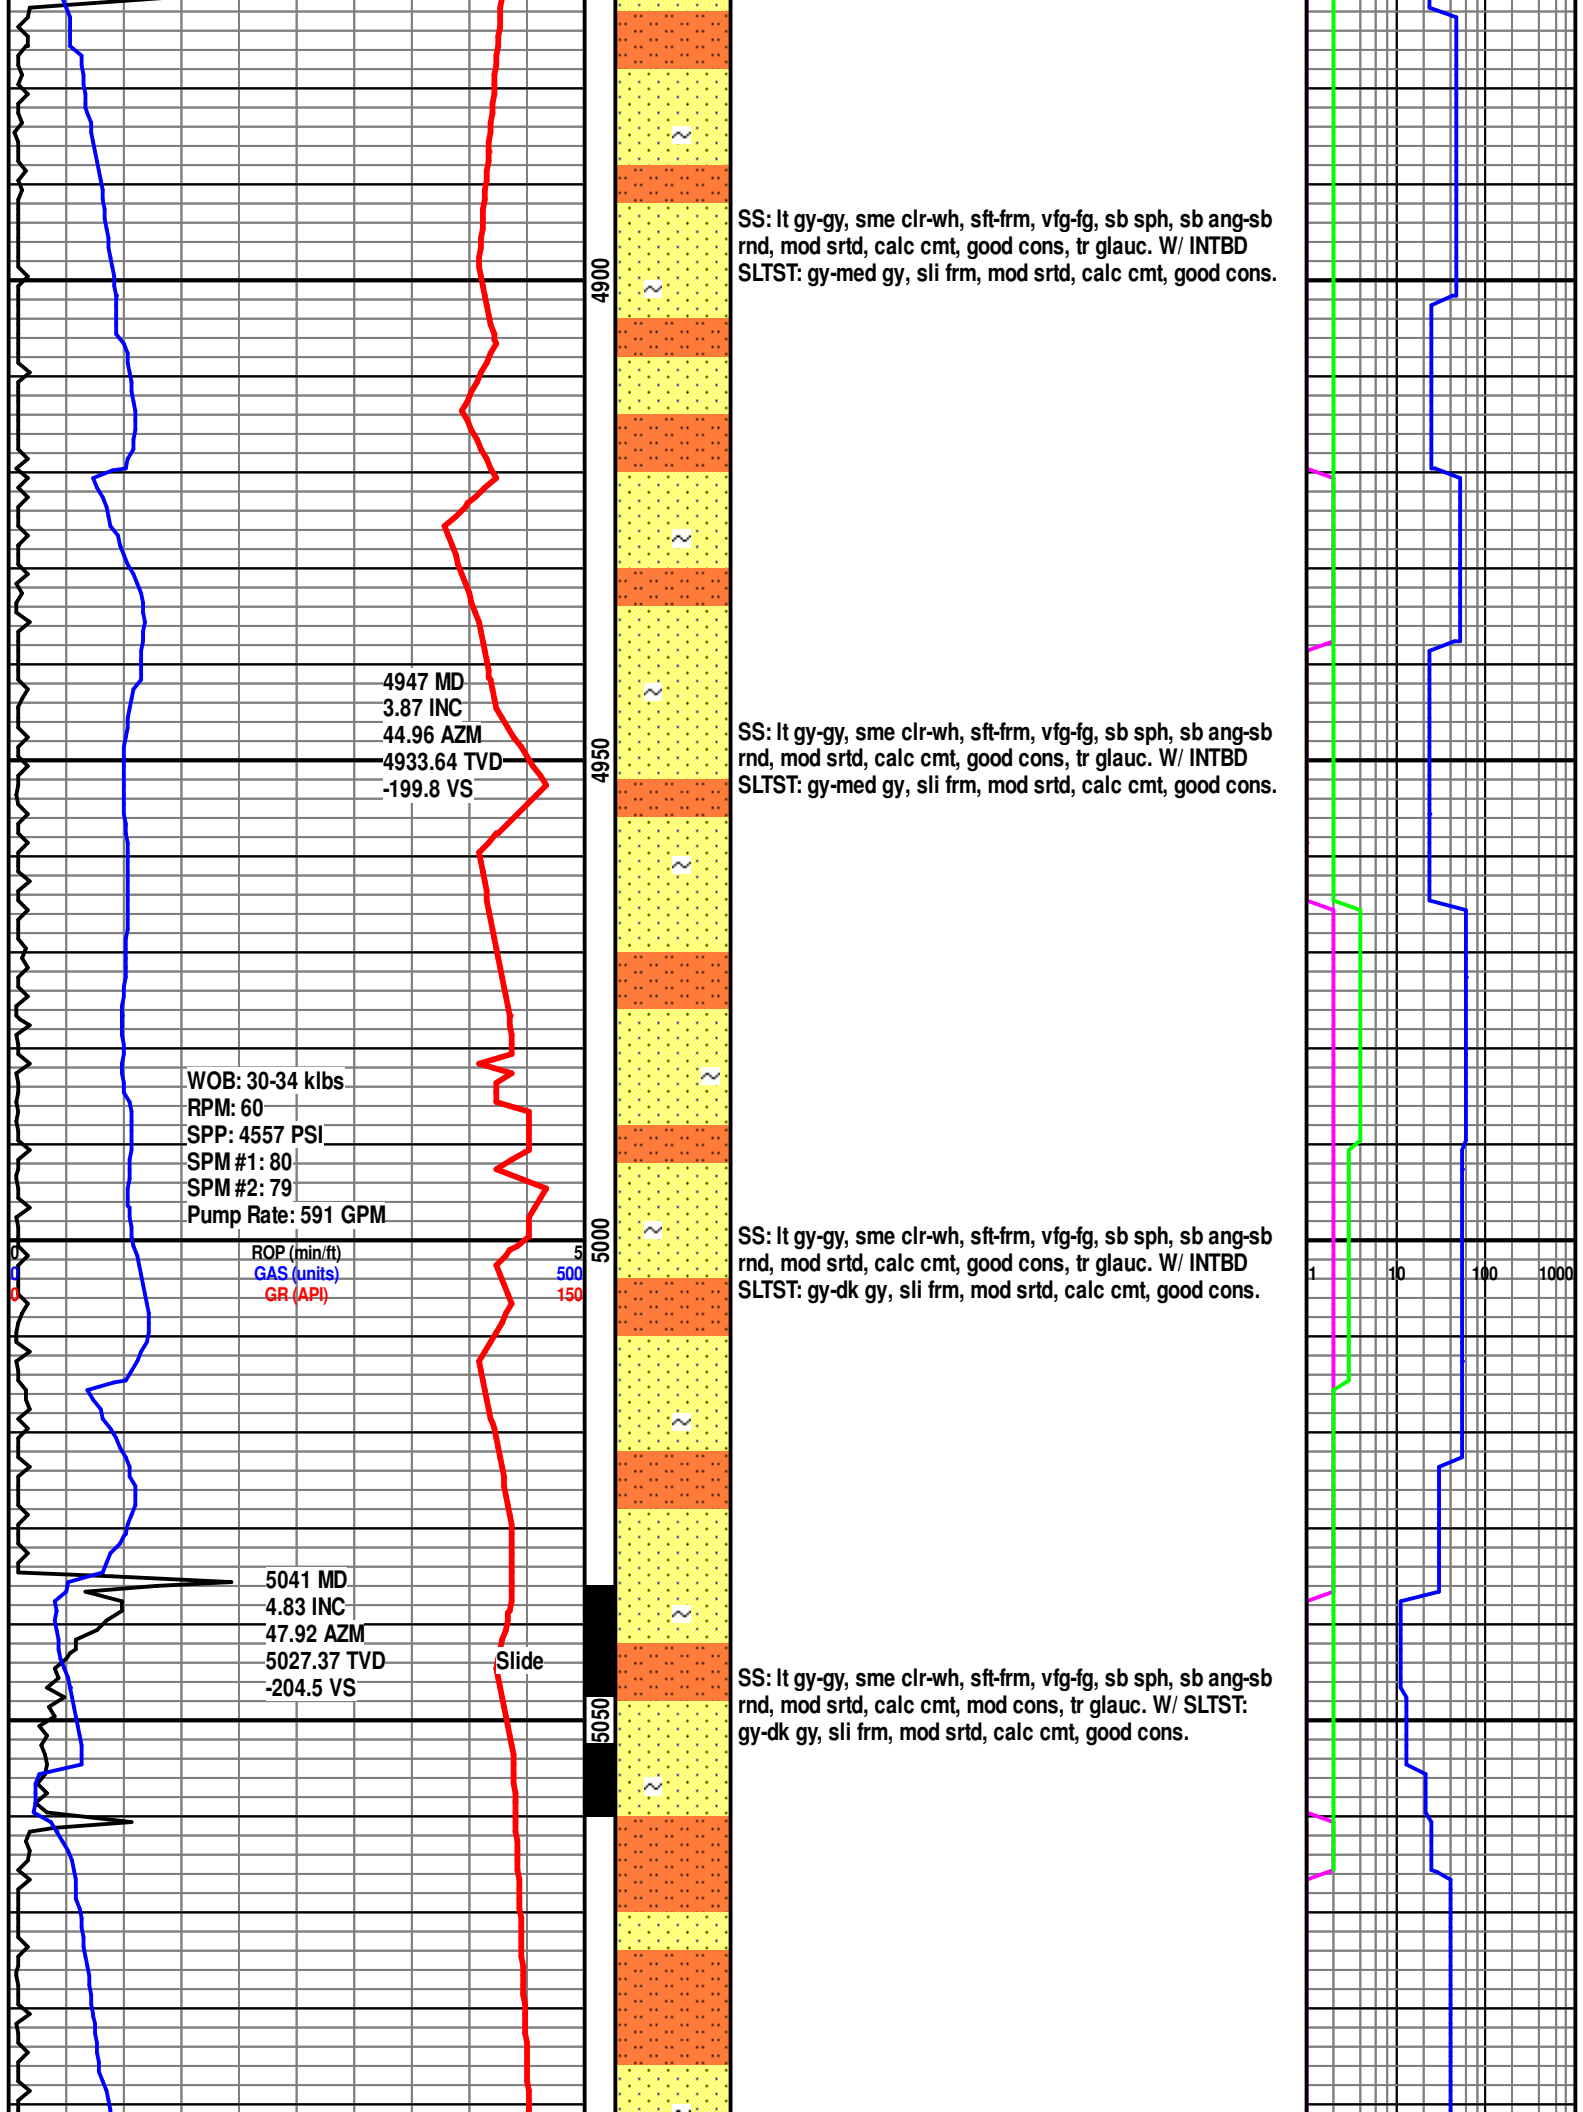 SS: lt gy-gy, sme clr-wh, sft-frm, vfg-fg, sb sph, sb ang-sb
rnd, mod srtd, calc cmt, good cons, tr glauc. W/ INTBD
SLTST: gy-med gy, sli frm, mod srtd, calc cmt, good cons.
4900
4947 MD
3.87 INC
44.96 AZM
4933.64 TVD
-199.8 VS
4950
SS: lt gy-gy, sme clr-wh, sft-frm, vfg-fg, sb sph, sb ang-sb
rnd, mod srtd, calc cmt, good cons, tr glauc. W/ INTBD
SLTST: gy-med gy, sli frm, mod srtd, calc cmt, good cons.
WOB: 30-34 klbs
RPM: 60
SPP: 4557 PSI
SPM #1: 80
SPM #2: 79
Pump Rate: 591 GPM
5000
0 ROP (min/ft) 5
0 GAS (units) 500
0 GR (API) 150
SS: lt gy-gy, sme clr-wh, sft-frm, vfg-fg, sb sph, sb ang-sb
rnd, mod srtd, calc cmt, good cons, tr glauc. W/ INTBD
SLTST: gy-dk gy, sli frm, mod srtd, calc cmt, good cons.
1 10 100 1000
5041 MD
4.83 INC
47.92 AZM
5027.37 TVD
-204.5 VS
Slide
5050
SS: lt gy-gy, sme clr-wh, sft-frm, vfg-fg, sb sph, sb ang-sb
rnd, mod srtd, calc cmt, mod cons, tr glauc. W/ SLTST:
gy-dk gy, sli frm, mod srtd, calc cmt, good cons.